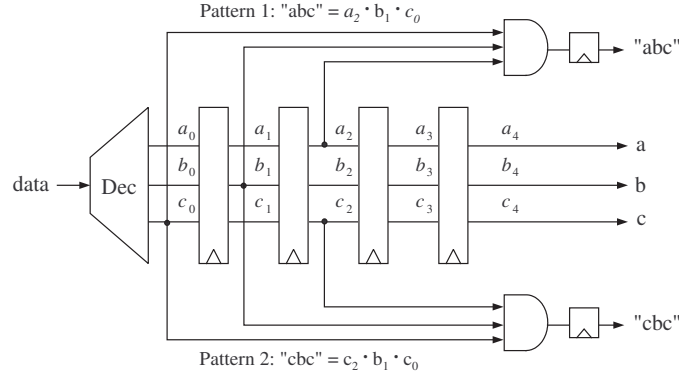 Pattern 1: "abc" = a₂ · b₁ · c₀
"abc"
a₀ a₁ a₂ a₃ a₄ a
data Dec b₀ b₁ b₂ b₃ b₄ b
c₀ c₁ c₂ c₃ c₄ c
"cbc"
Pattern 2: "cbc" = c₂ · b₁ · c₀